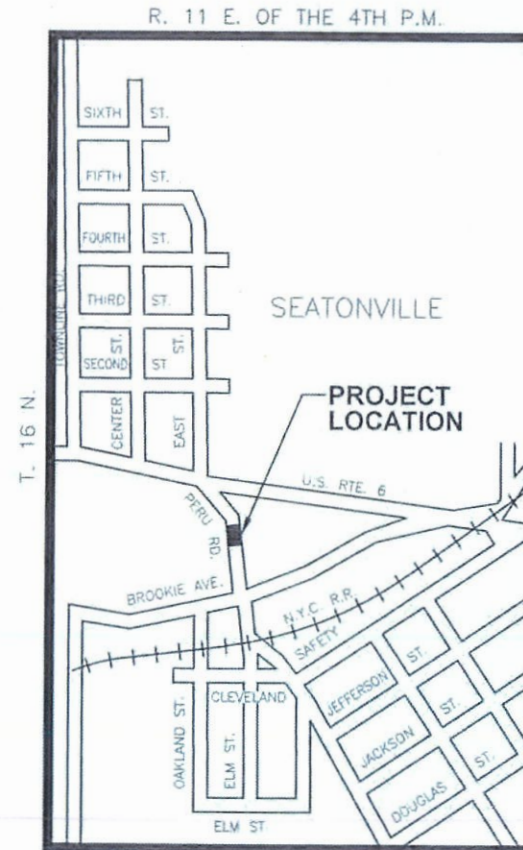 R. 11 E. OF THE 4TH P.M.
SIXTH ST.
FIFTH ST.
FOURTH ST.
THIRD ST.
SECOND ST
TOWNLINE RD.
CENTER ST.
EAST ST.
SEATONVILLE
T. 16 N.
PROJECT
LOCATION
U.S. RTE. 6
PERU RD.
BROOKIE AVE.
N.Y.C. R.R.
SAFETY
CLEVELAND
OAKLAND ST.
ELM ST.
ELM ST.
JEFFERSON ST.
JACKSON ST.
DOUGLAS ST.